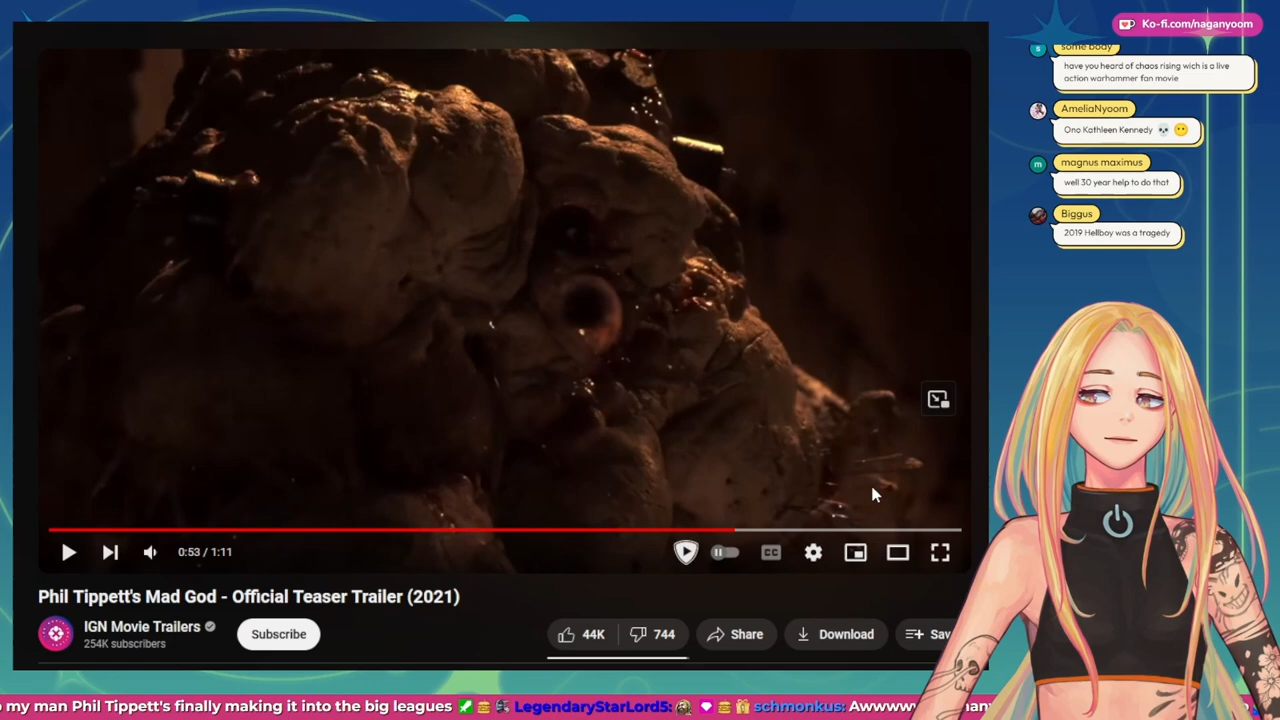 Ko-fi.com/naganyoom
some body
have you heard of chaos rising wich is a live
action warhammer fan movie
AmeliaNyoom
Ono Kathleen Kennedy 💀 😶
magnus maximus
well 30 year help to do that
Biggus
2019 Hellboy was a tragedy
0:53 / 1:11
CC
Phil Tippett's Mad God - Official Teaser Trailer (2021)
IGN Movie Trailers
254K subscribers
Subscribe
44K
744
Share
Download
Sav
o my man Phil Tippett's finally making it into the big leagues LegendaryStarLord5: schmonkus: Awwwww